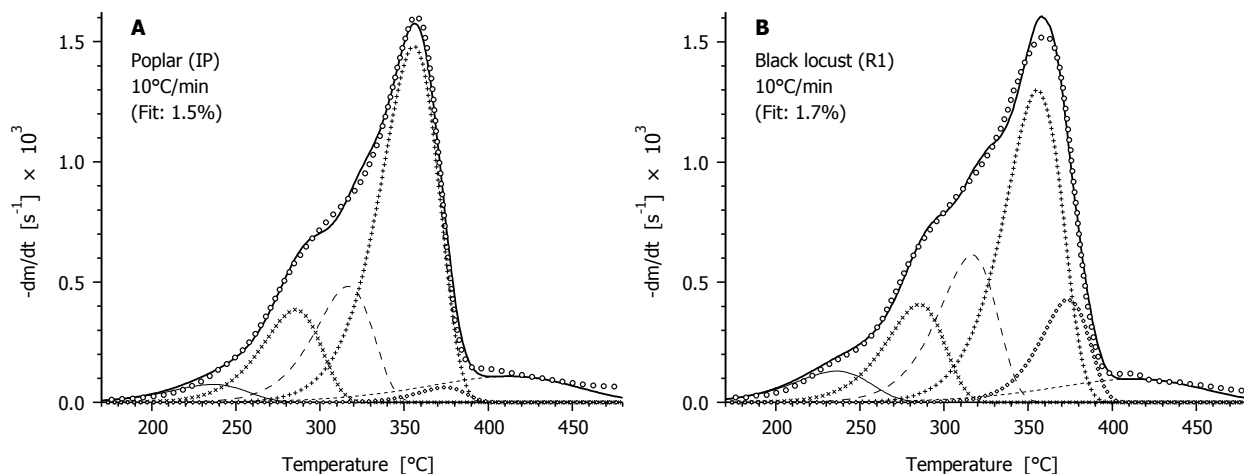 A
Poplar (IP)
10°C/min
(Fit: 1.5%)
1.5
1.0
0.5
0.0
-dm/dt [s⁻¹] × 10³
200 250 300 350 400 450
Temperature [°C]
B
Black locust (R1)
10°C/min
(Fit: 1.7%)
1.5
1.0
0.5
0.0
-dm/dt [s⁻¹] × 10³
200 250 300 350 400 450
Temperature [°C]